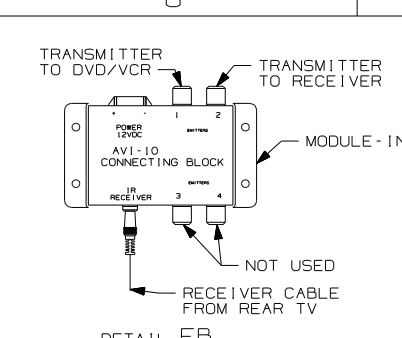 TRANSMITTER
TO DVD/VCR
TRANSMITTER
TO RECEIVER
1 2
+ -
POWER
12VDC
EMITTERS
MODULE-IN
AVI-10
CONNECTING BLOCK
IR
RECEIVER
EMITTERS
3 4
NOT USED
RECEIVER CABLE
FROM REAR TV
DETAIL EB